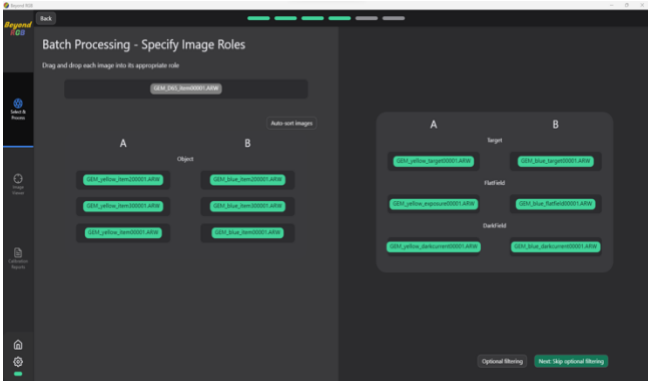 Beyond RGB
Beyond
RGB
Back
Batch Processing - Specify Image Roles
Drag and drop each image into its appropriate role
Auto-sort images
A B
Object
GEM_yellow_item200001.ARW GEM_blue_item200001.ARW
GEM_yellow_item300001.ARW GEM_blue_item300001.ARW
GEM_yellow_item00001.ARW GEM_blue_item00001.ARW
A B
Target
GEM_yellow_target00001.ARW GEM_blue_target00001.ARW
FlatField
GEM_yellow_exposure00001.ARW GEM_blue_flatfield00001.ARW
DarkField
GEM_yellow_darkcurrent00001.ARW GEM_blue_darkcurrent00001.ARW
Select &
Process
Image
Calibration
Reports
Optional filtering Next: Skip optional filtering